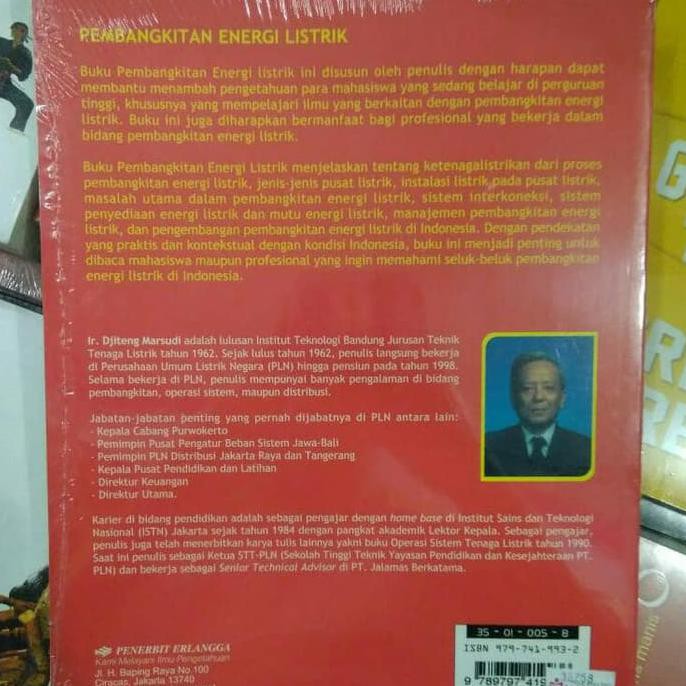 PEMBANGKITAN ENERGI LISTRIK
Buku Pembangkitan Energi listrik ini disusun oleh penulis dengan harapan dapat
membantu menambah pengetahuan para mahasiswa yang sedang belajar di perguruan
tinggi, khususnya yang mempelajari ilmu yang berkaitan dengan pembangkitan energi
listrik. Buku ini juga diharapkan bermanfaat bagi profesional yang bekerja dalam
bidang pembangkitan energi listrik.
Buku Pembangkitan Energi Listrik menjelaskan tentang ketenagalistrikan dari proses
pembangkitan energi listrik, jenis-jenis pusat listrik, instalasi listrik pada pusat listrik,
masalah utama dalam pembangkitan energi listrik, sistem interkoneksi, sistem
penyediaan energi listrik dan mutu energi listrik, manajemen pembangkitan energi
listrik, dan pengembangan pembangkitan energi listrik di Indonesia. Dengan pendekatan
yang praktis dan kontekstual dengan kondisi Indonesia, buku ini menjadi penting untuk
dibaca mahasiswa maupun profesional yang ingin memahami seluk-beluk pembangkitan
energi listrik di Indonesia.
Ir. Djiteng Marsudi adalah lulusan Institut Teknologi Bandung Jurusan Teknik
Tenaga Listrik tahun 1962. Sejak lulus tahun 1962, penulis langsung bekerja
di Perusahaan Umum Listrik Negara (PLN) hingga pensiun pada tahun 1998.
Selama bekerja di PLN, penulis mempunyai banyak pengalaman di bidang
pembangkitan, operasi sistem, maupun distribusi.
Jabatan-jabatan penting yang pernah dijabatnya di PLN antara lain:
- Kepala Cabang Purwokerto
- Pemimpin Pusat Pengatur Beban Sistem Jawa-Bali
- Pemimpin PLN Distribusi Jakarta Raya dan Tangerang
- Kepala Pusat Pendidikan dan Latihan
- Direktur Keuangan
- Direktur Utama.
Karier di bidang pendidikan adalah sebagai pengajar dengan home base di Institut Sains dan Teknologi
Nasional (ISTN) Jakarta sejak tahun 1984 dengan pangkat akademik Lektor Kepala. Sebagai pengajar,
penulis juga telah menerbitkan karya tulis lainnya yakni buku Operasi Sistem Tenaga Listrik tahun 1990.
Saat ini penulis sebagai Ketua STT-PLN (Sekolah Tinggi Teknik Yayasan Pendidikan dan Kesejahteraan PT.
PLN) dan bekerja sebagai Senior Technical Advisor di PT. Jalamas Berkatama.
PENERBIT ERLANGGA
Kami Melayani Ilmu Pengetahuan
Jl. H. Baping Raya No.100
Ciracas, Jakarta 13740
35 - 01 - 005 - 8
ISBN 979-741-993-2
9 789797 419
manis